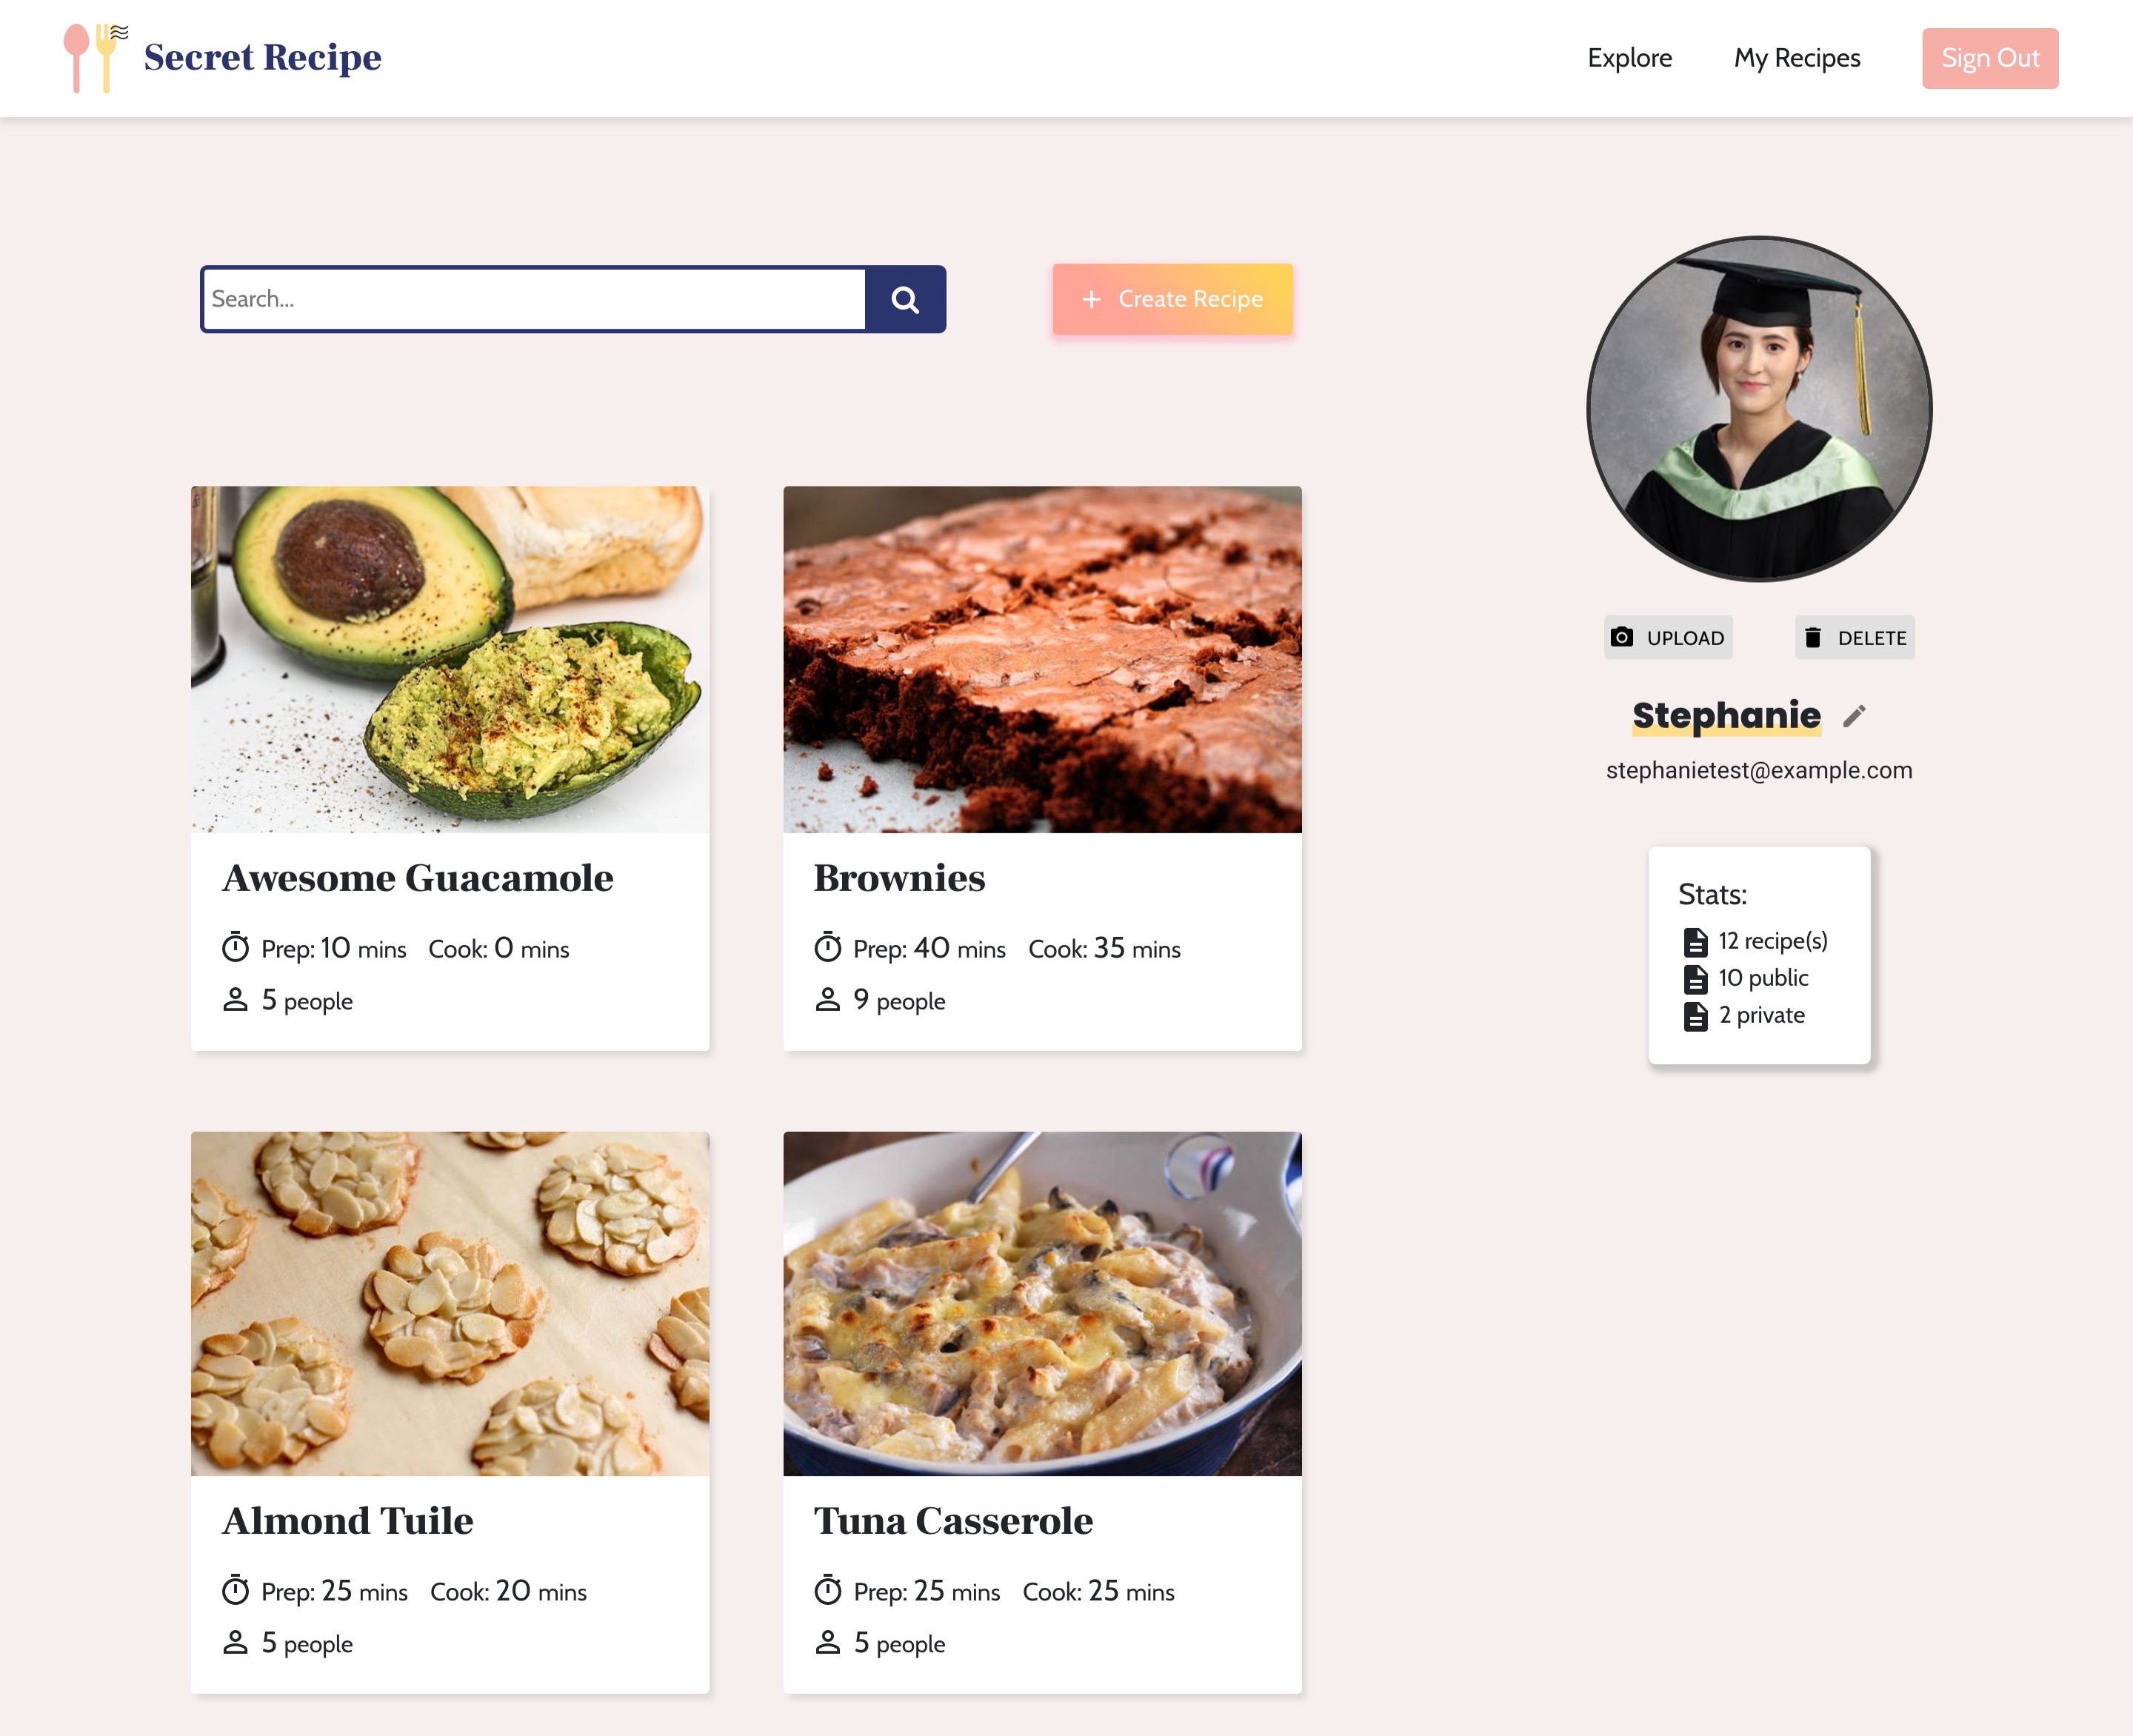 Secret Recipe
Explore
My Recipes
Sign Out
Search...
+ Create Recipe
UPLOAD
DELETE
Stephanie
stephanietest@example.com
Stats:
12 recipe(s)
10 public
2 private
Awesome Guacamole
Prep: 10 mins Cook: 0 mins
5 people
Brownies
Prep: 40 mins Cook: 35 mins
9 people
Almond Tuile
Prep: 25 mins Cook: 20 mins
5 people
Tuna Casserole
Prep: 25 mins Cook: 25 mins
5 people